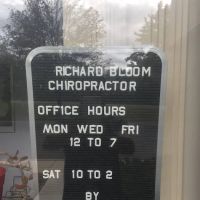 RICHARD BLOOM
CHIROPRACTOR
OFFICE HOURS
MON WED FRI
12 TO 7
SAT 10 TO 2
BY